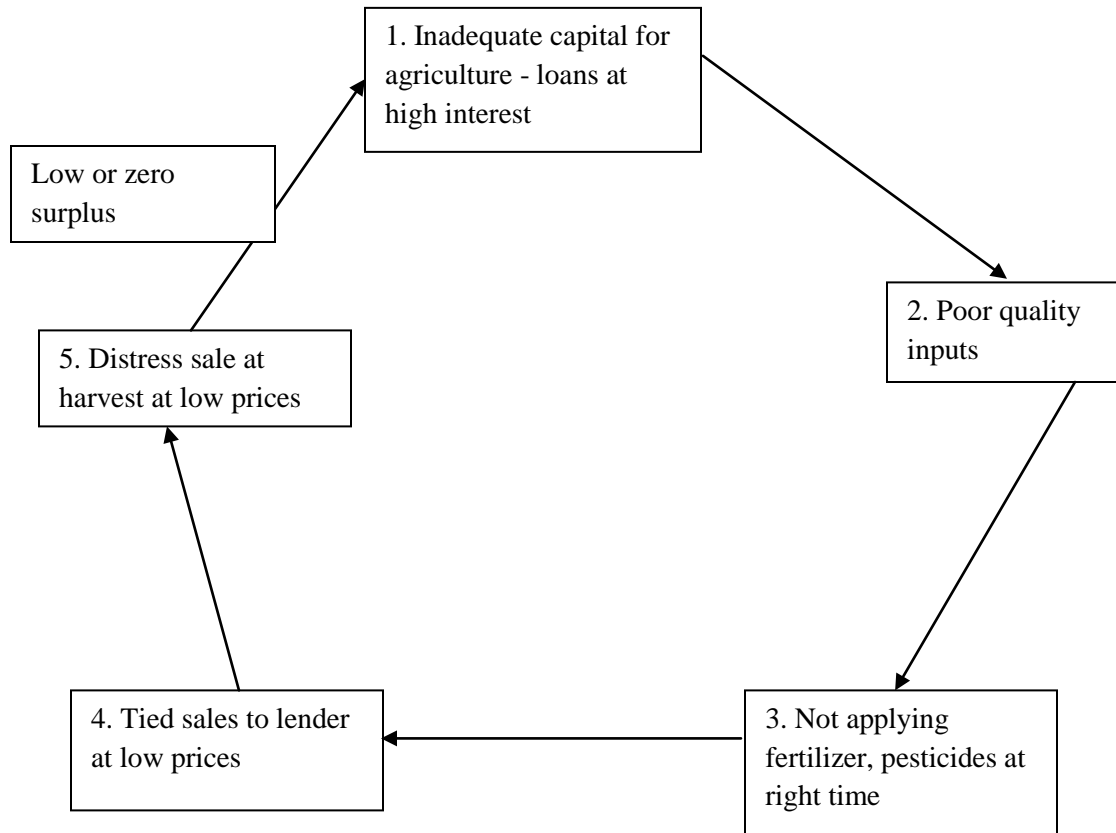 1. Inadequate capital for
agriculture - loans at
high interest
Low or zero
surplus
2. Poor quality
inputs
5. Distress sale at
harvest at low prices
4. Tied sales to lender
at low prices
3. Not applying
fertilizer, pesticides at
right time